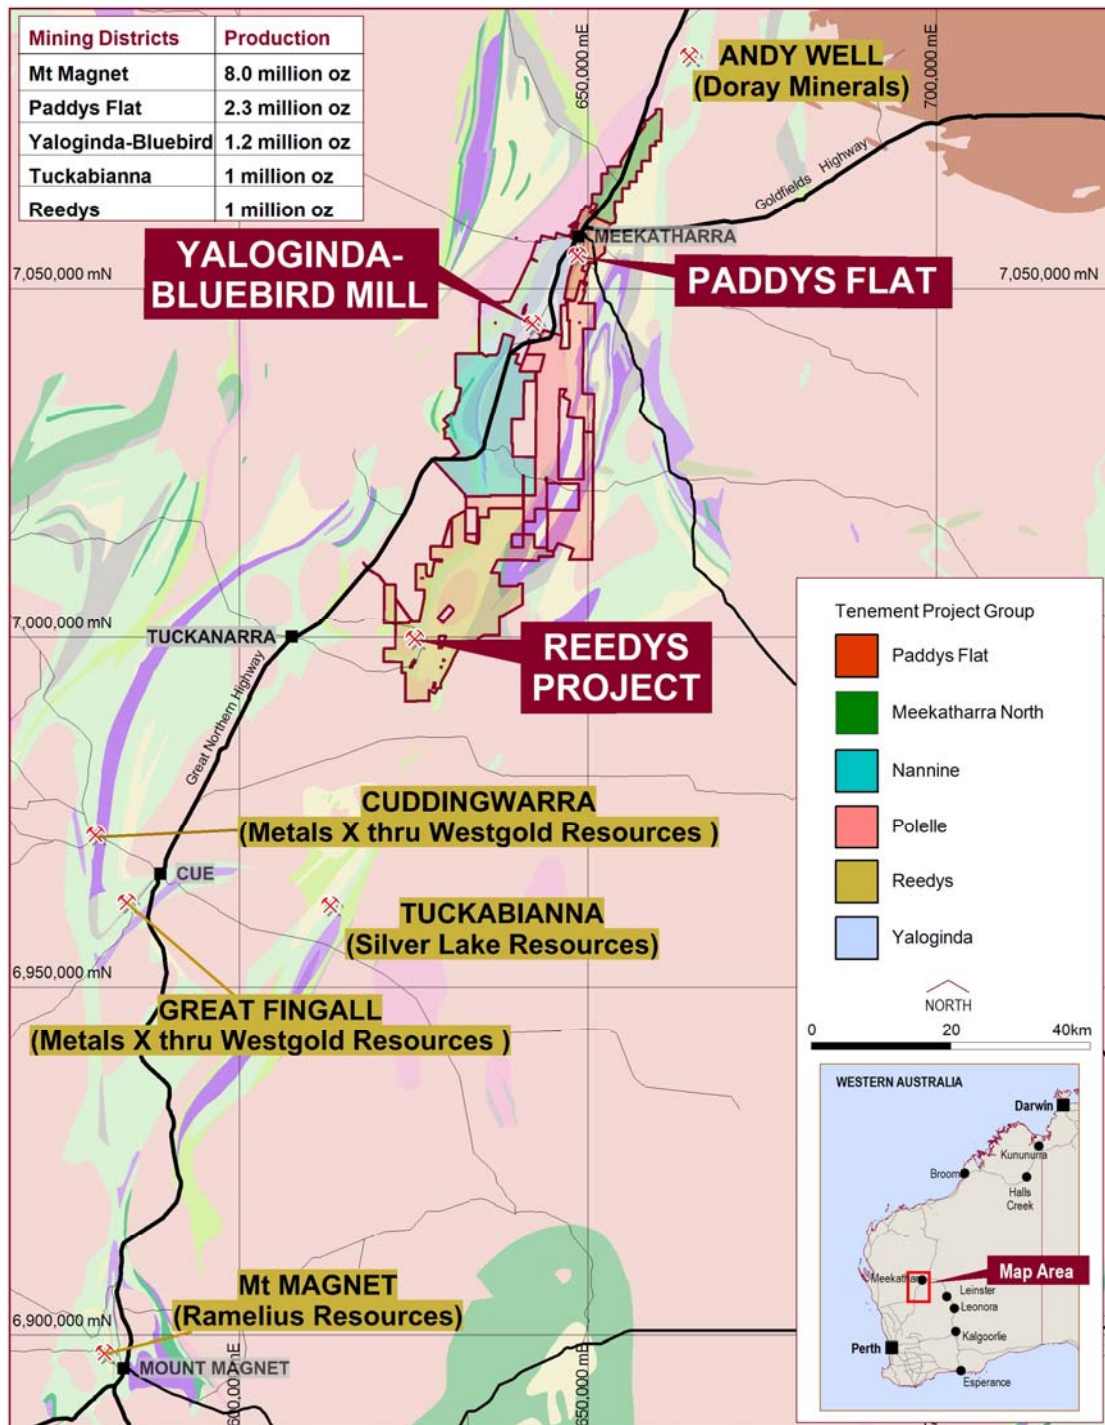 Mining Districts Production
Mt Magnet 8.0 million oz
Paddys Flat 2.3 million oz
Yaloginda-Bluebird 1.2 million oz
Tuckabianna 1 million oz
Reedys 1 million oz
650,000 mE
700,000 mE
ANDY WELL
(Doray Minerals)
Goldfields Highway
MEEKATHARRA
YALOGINDA-
BLUEBIRD MILL
PADDYS FLAT
7,050,000 mN
7,050,000 mN
7,000,000 mN
TUCKANARRA
REEDYS
PROJECT
Great Northern Highway
CUDDINGWARRA
(Metals X thru Westgold Resources )
CUE
TUCKABIANNA
(Silver Lake Resources)
6,950,000 mN
GREAT FINGALL
(Metals X thru Westgold Resources )
Mt MAGNET
(Ramelius Resources)
6,900,000 mN
MOUNT MAGNET
600,000 mE
650,000 mE
Tenement Project Group
Paddys Flat
Meekatharra North
Nannine
Polelle
Reedys
Yaloginda
NORTH
0 20 40km
WESTERN AUSTRALIA
Darwin
Kununurra
Broom
Halls
Creek
Meekathar
Map Area
Leinster
Leonora
Kalgoorlie
Perth
Esperance